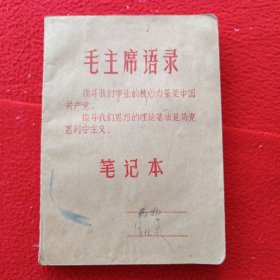 毛主席语录
领导我们事业的核心力量是中国
共产党。
指导我们思想的理论基础是马克
思列宁主义。
笔记本